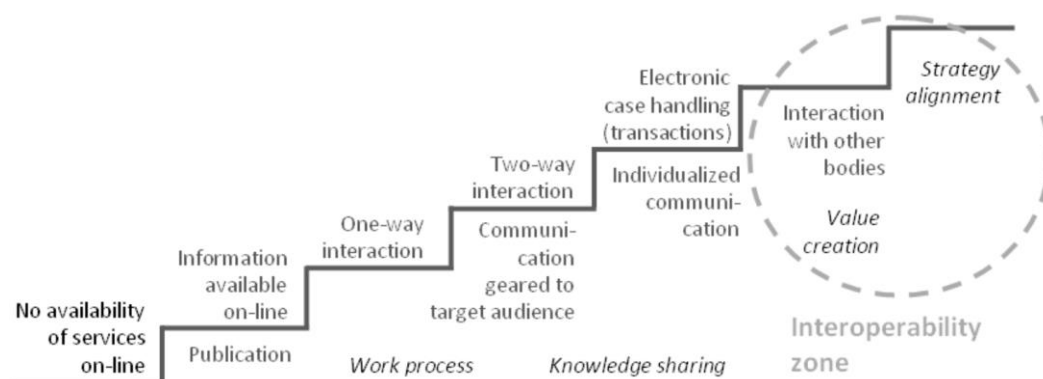 No availability
of services
on-line
Information
available
on-line
Publication
One-way
interaction
Work process
Two-way
interaction
Communi-
cation
geared to
target audience
Knowledge sharing
Electronic
case handling
(transactions)
Individualized
communi-
cation
Interaction
with other
bodies
Value
creation
Strategy
alignment
Interoperability
zone